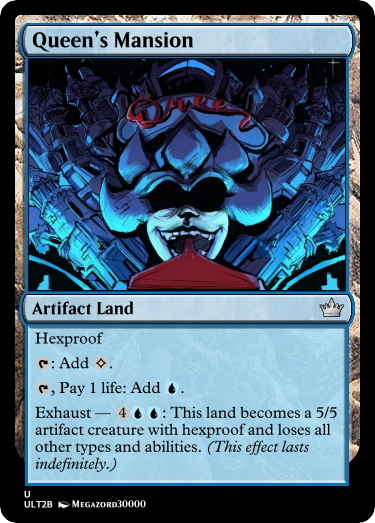 Queen's Mansion
Queen
Artifact Land
Hexproof
: Add .
, Pay 1 life: Add .
Exhaust — 4 : This land becomes a 5/5
artifact creature with hexproof and loses all
other types and abilities. (This effect lasts
indefinitely.)
U
ULT2B Megazord30000